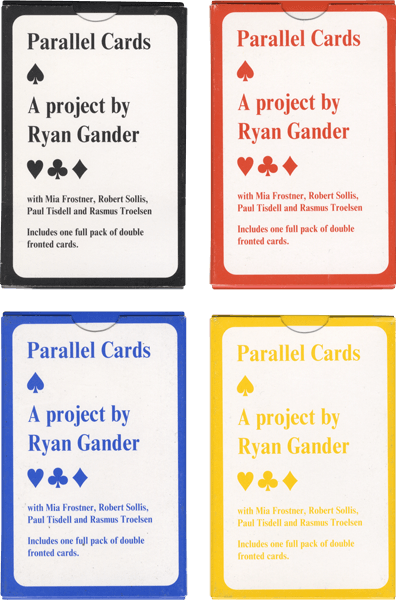 Parallel Cards
A project by
Ryan Gander
with Mia Frostner, Robert Sollis,
Paul Tisdell and Rasmus Troelsen
Includes one full pack of double
fronted cards.
Parallel Cards
A project by
Ryan Gander
with Mia Frostner, Robert Sollis,
Paul Tisdell and Rasmus Troelsen
Includes one full pack of double
fronted cards.
Parallel Cards
A project by
Ryan Gander
with Mia Frostner, Robert Sollis,
Paul Tisdell and Rasmus Troelsen
Includes one full pack of double
fronted cards.
Parallel Cards
A project by
Ryan Gander
with Mia Frostner, Robert Sollis,
Paul Tisdell and Rasmus Troelsen
Includes one full pack of double
fronted cards.